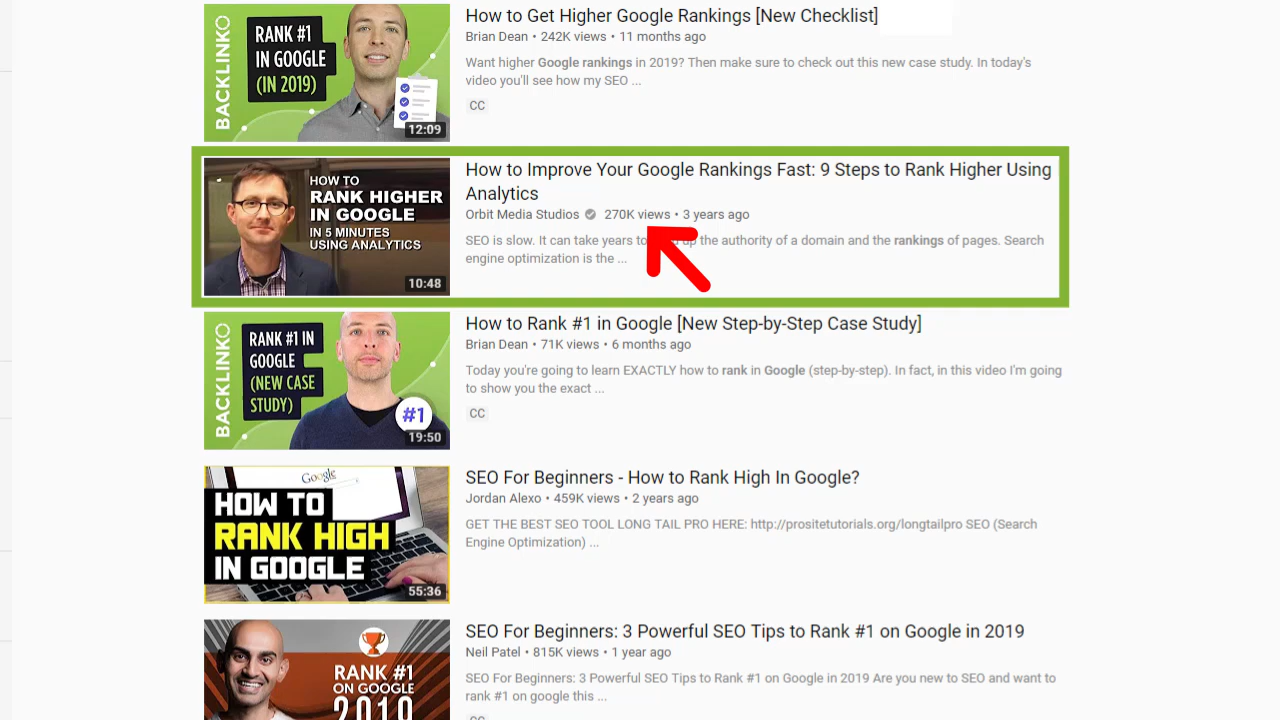 BACKLINKO
RANK #1
IN GOOGLE
(IN 2019)
12:09
How to Get Higher Google Rankings [New Checklist]
Brian Dean • 242K views • 11 months ago
Want higher Google rankings in 2019? Then make sure to check out this new case study. In today's
video you'll see how my SEO ...
CC
HOW TO
RANK HIGHER
IN GOOGLE
IN 5 MINUTES
USING ANALYTICS
10:48
How to Improve Your Google Rankings Fast: 9 Steps to Rank Higher Using
Analytics
Orbit Media Studios 270K views • 3 years ago
SEO is slow. It can take years to up the authority of a domain and the rankings of pages. Search
engine optimization is the ...
BACKLINKO
RANK #1 IN
GOOGLE
(NEW CASE
STUDY)
#1
19:50
How to Rank #1 in Google [New Step-by-Step Case Study]
Brian Dean • 71K views • 6 months ago
Today you're going to learn EXACTLY how to rank in Google (step-by-step). In fact, in this video I'm going
to show you the exact ...
CC
Google
HOW TO
RANK HIGH
IN GOOGLE
55:36
SEO For Beginners - How to Rank High In Google?
Jordan Alexo • 459K views • 2 years ago
GET THE BEST SEO TOOL LONG TAIL PRO HERE: http://prositetutorials.org/longtailpro SEO (Search
Engine Optimization) ...
RANK #1
ON GOOGLE
2019
SEO For Beginners: 3 Powerful SEO Tips to Rank #1 on Google in 2019
Neil Patel • 815K views • 1 year ago
SEO For Beginners: 3 Powerful SEO Tips to Rank #1 on Google in 2019 Are you new to SEO and want to
rank #1 on google this ...
CC